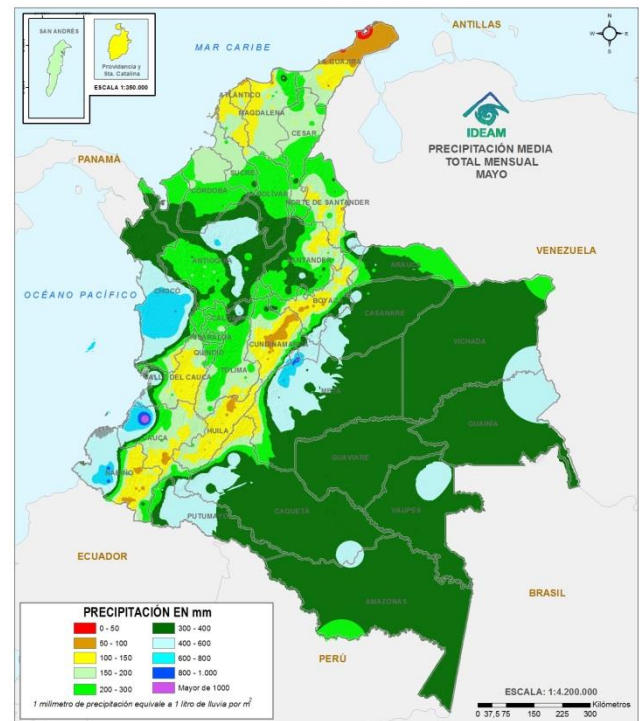 SAN ANDRÉS
Providencia y
Sta. Catalina
ESCALA 1:350.000
MAR CARIBE
ANTILLAS
N
W
E
S
IDEAM
PRECIPITACIÓN MEDIA
TOTAL MENSUAL
MAYO
LA GUAJIRA
ATLÁNTICO
MAGDALENA
CESAR
PANAMÁ
SUCRE
CÓRDOBA
BOLÍVAR
NORTE DE SANTANDER
VENEZUELA
ANTIOQUIA
SANTANDER
ARAUCA
OCÉANO PACÍFICO
CHOCÓ
BOYACÁ
CASANARE
CALDAS
RISARALDA
CUNDINAMARCA
VICHADA
QUINDIO
TOLIMA
VALLE DEL CAUCA
META
GUAINÍA
CAUCA
HUILA
GUAVIARE
NARIÑO
CAQUETÁ
VAUPÉS
PUTUMAYO
ECUADOR
AMAZONAS
BRASIL
PERÚ
PRECIPITACIÓN EN mm
0 - 50
300 - 400
50 - 100
400 - 600
100 - 150
600 - 800
150 - 200
800 - 1.000
200 - 300
Mayor de 1000
1 milímetro de precipitación equivale a 1 litro de lluvia por m²
ESCALA: 1:4.200.000
Kilómetros
0 37,5 75 150 225 300